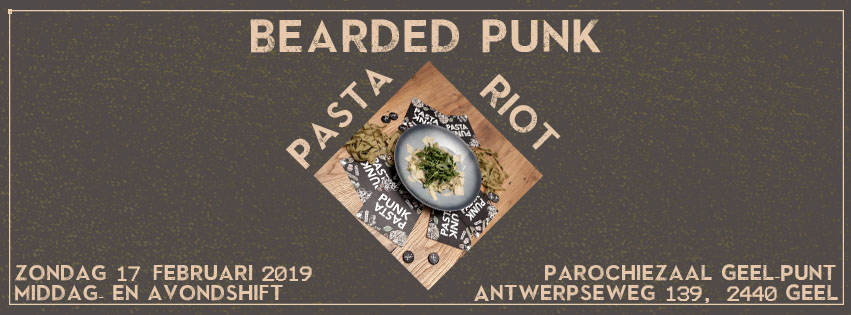 BEARDED PUNK
PASTA RIOT
PASTA
PUNK
PASTA
ZONDAG 17 FEBRUARI 2019
MIDDAG- EN AVONDSHIFT
PAROCHIEZAAL GEEL-PUNT
ANTWERPSEWEG 139, 2440 GEEL